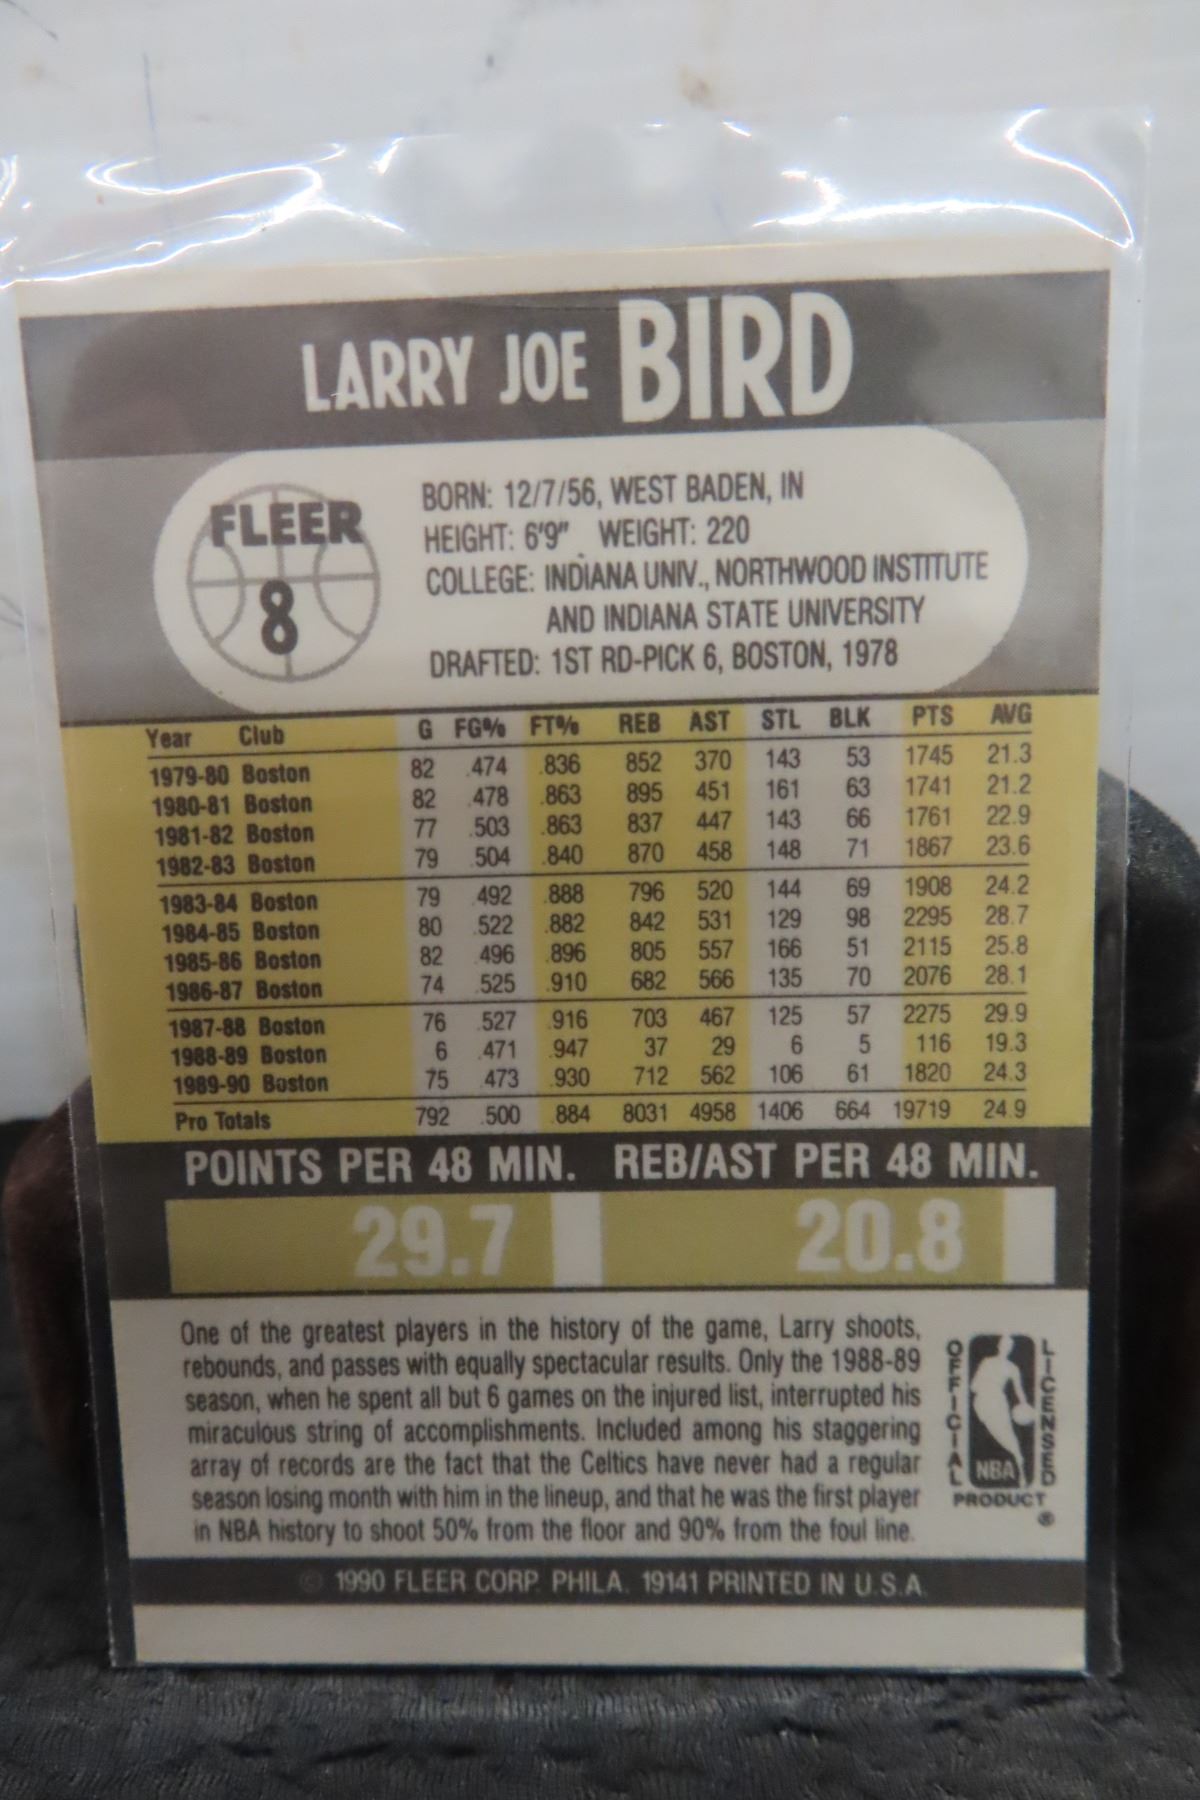 LARRY JOE BIRD
FLEER
8
BORN: 12/7/56, WEST BADEN, IN
HEIGHT: 6'9" WEIGHT: 220
COLLEGE: INDIANA UNIV., NORTHWOOD INSTITUTE
AND INDIANA STATE UNIVERSITY
DRAFTED: 1ST RD-PICK 6, BOSTON, 1978
Year Club G FG% FT% REB AST STL BLK PTS AVG
1979-80 Boston 82 .474 .836 852 370 143 53 1745 21.3
1980-81 Boston 82 .478 .863 895 451 161 63 1741 21.2
1981-82 Boston 77 .503 .863 837 447 143 66 1761 22.9
1982-83 Boston 79 .504 .840 870 458 148 71 1867 23.6
1983-84 Boston 79 .492 .888 796 520 144 69 1908 24.2
1984-85 Boston 80 .522 .882 842 531 129 98 2295 28.7
1985-86 Boston 82 .496 .896 805 557 166 51 2115 25.8
1986-87 Boston 74 .525 .910 682 566 135 70 2076 28.1
1987-88 Boston 76 .527 .916 703 467 125 57 2275 29.9
1988-89 Boston 6 .471 .947 37 29 6 5 116 19.3
1989-90 Boston 75 .473 .930 712 562 106 61 1820 24.3
Pro Totals 792 .500 .884 8031 4958 1406 664 19719 24.9
POINTS PER 48 MIN. REB/AST PER 48 MIN.
29.7 20.8
One of the greatest players in the history of the game, Larry shoots,
rebounds, and passes with equally spectacular results. Only the 1988-89
season, when he spent all but 6 games on the injured list, interrupted his
miraculous string of accomplishments. Included among his staggering
array of records are the fact that the Celtics have never had a regular
season losing month with him in the lineup, and that he was the first player
in NBA history to shoot 50% from the floor and 90% from the foul line.
OFFICIAL
NBA
LICENSED
PRODUCT
®
© 1990 FLEER CORP. PHILA. 19141 PRINTED IN U.S.A.